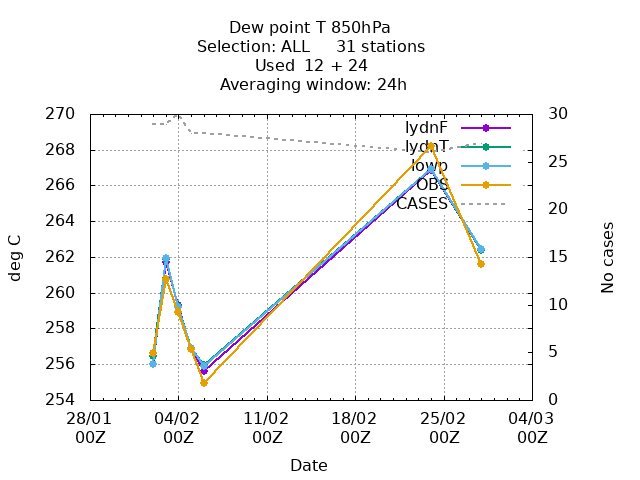 Dew point T 850hPa
Selection: ALL 31 stations
Used 12 + 24
Averaging window: 24h
270
268
266
264
262
260
258
256
254
deg C
30
25
20
15
10
5
0
No cases
lydnF
lydnT
lowp
OBS
CASES
28/01 04/02 11/02 18/02 25/02 04/03
00Z 00Z 00Z 00Z 00Z 00Z
Date